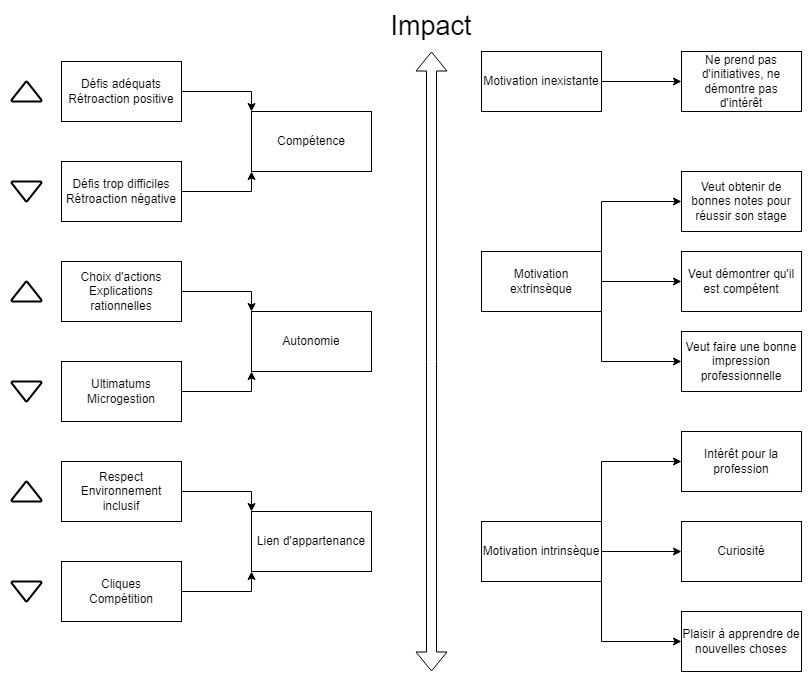 Impact
Défis adéquats
Rétroaction positive
Compétence
Défis trop difficiles
Rétroaction négative
Choix d'actions
Explications
rationnelles
Autonomie
Ultimatums
Microgestion
Respect
Environnement
inclusif
Lien d'appartenance
Cliques
Compétition
Motivation inexistante
Ne prend pas
d'initiatives, ne
démontre pas
d'intérêt
Motivation
extrinsèque
Veut obtenir de
bonnes notes pour
réussir son stage
Veut démontrer qu'il
est compétent
Veut faire une bonne
impression
professionnelle
Motivation intrinsèque
Intérêt pour la
profession
Curiosité
Plaisir à apprendre de
nouvelles choses